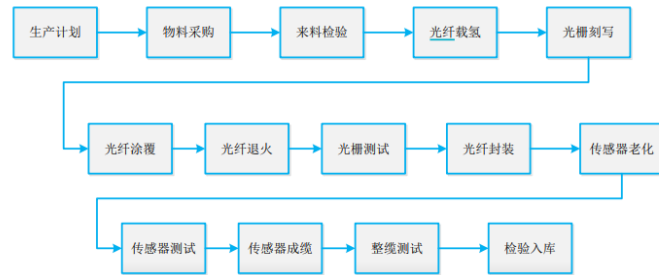 生产计划
物料采购
来料检验
光纤载氢
光栅刻写
光纤涂覆
光纤退火
光栅测试
光纤封装
传感器老化
传感器测试
传感器成缆
整缆测试
检验入库